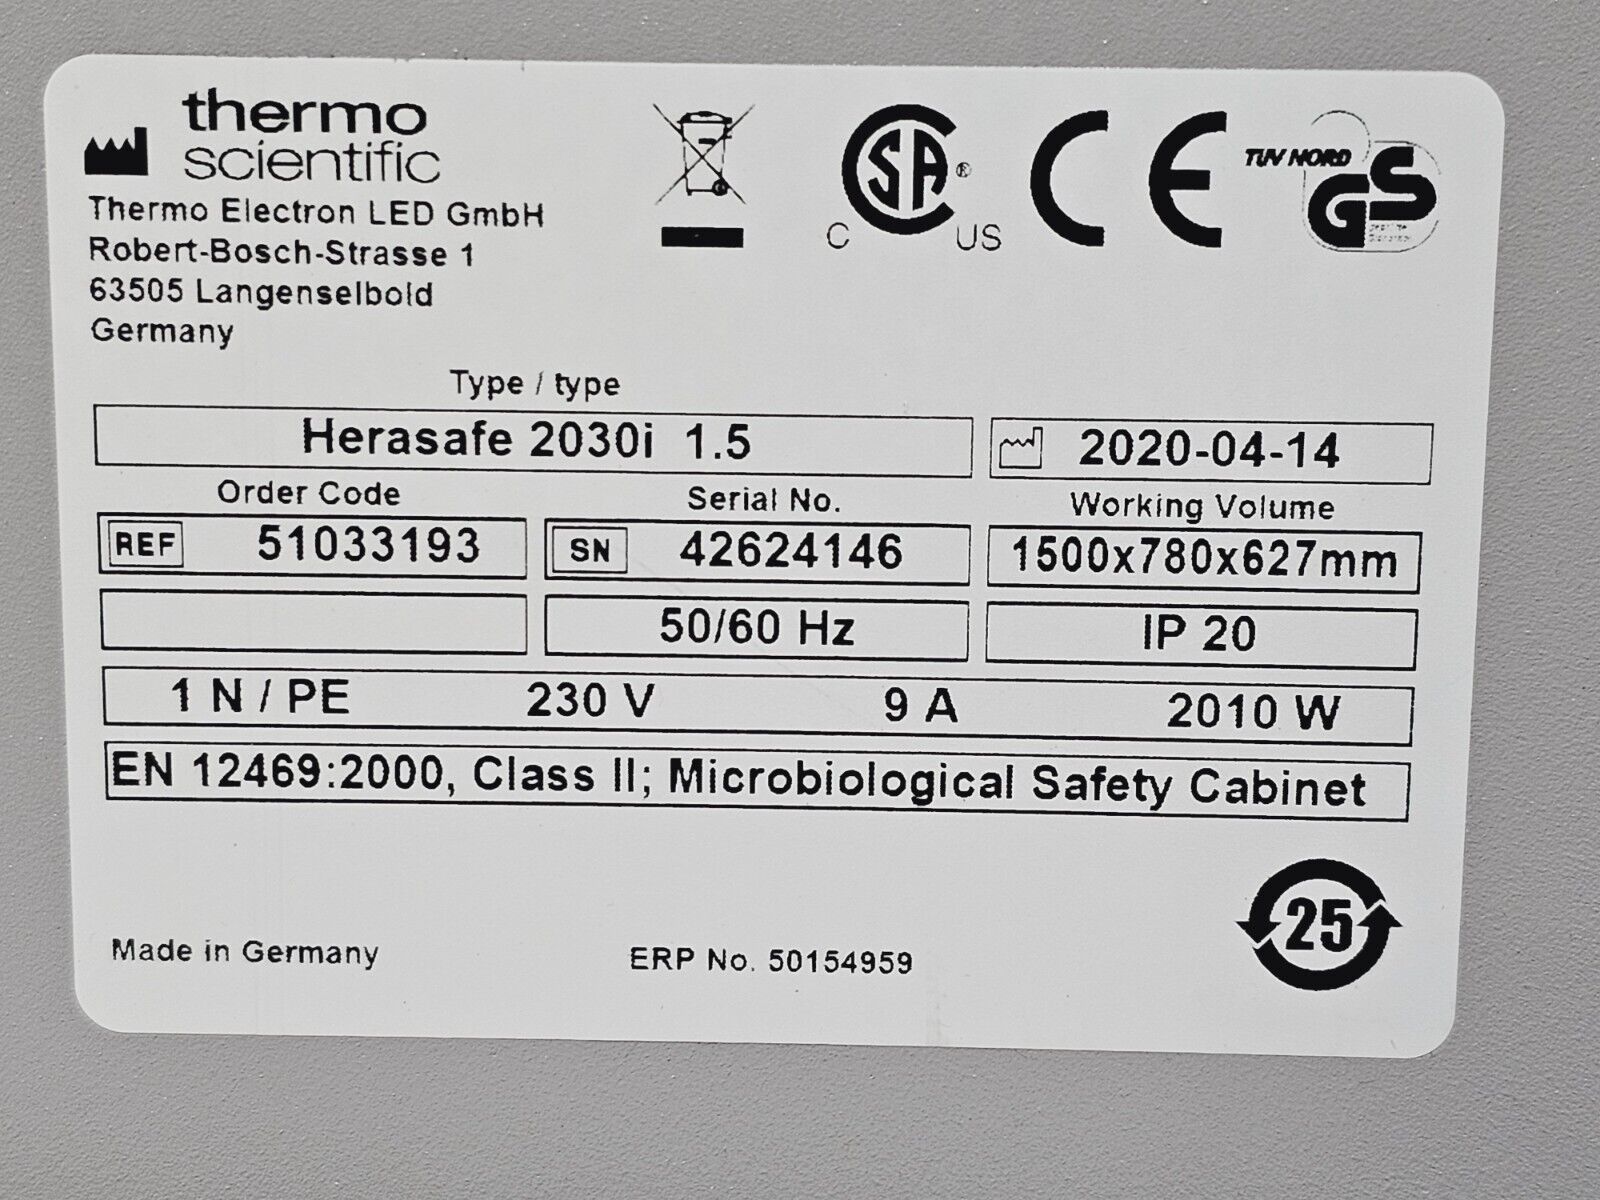 thermo
scientific
Thermo Electron LED GmbH
Robert-Bosch-Strasse 1
63505 Langenselbold
Germany
SA ®
C US
CE
TÜV NORD
GS
Type / type
Herasafe 2030i 1.5
2020-04-14
Order Code
Serial No.
Working Volume
REF 51033193
SN 42624146
1500x780x627mm
50/60 Hz
IP 20
1 N / PE 230 V 9 A 2010 W
EN 12469:2000, Class II; Microbiological Safety Cabinet
25
Made in Germany
ERP No. 50154959